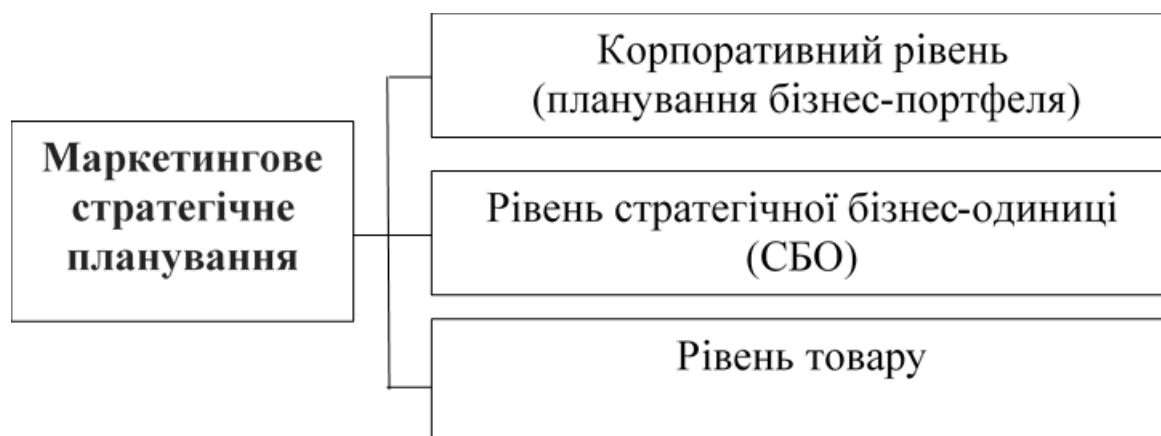 Маркетингове
стратегічне
планування
Корпоративний рівень
(планування бізнес-портфеля)
Рівень стратегічної бізнес-одиниці
(СБО)
Рівень товару